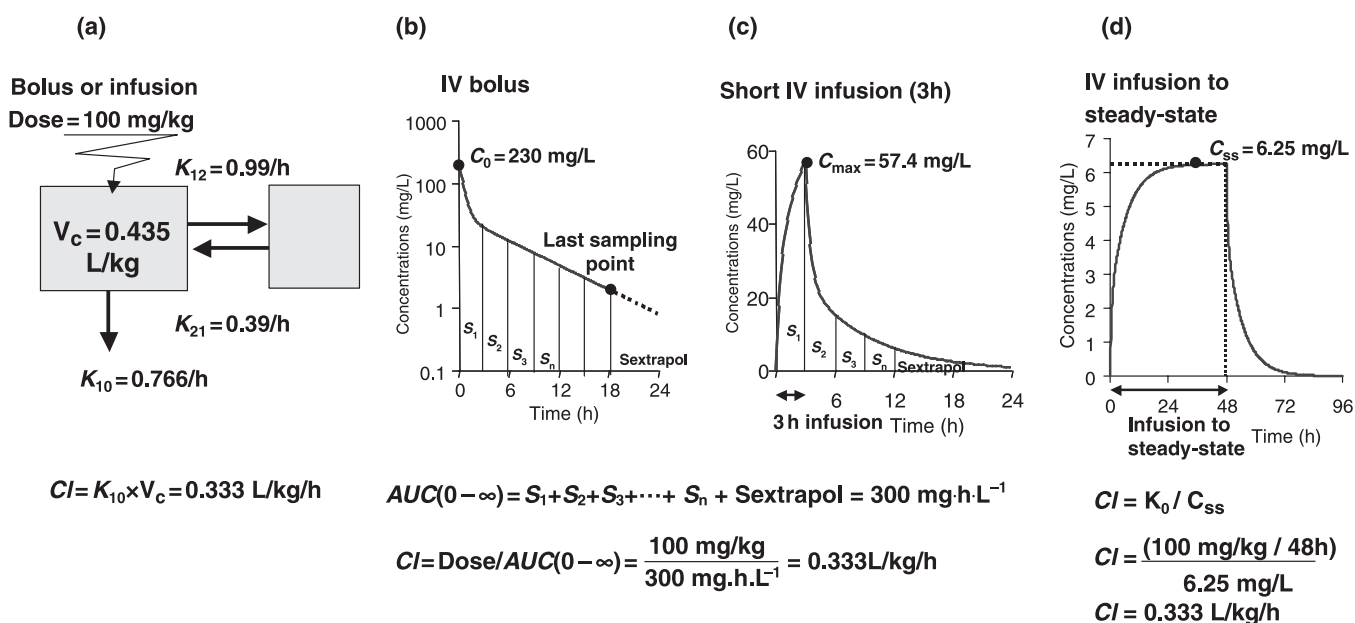 (a)
Bolus or infusion
Dose = 100 mg/kg
K12 = 0.99/h
Vc = 0.435
L/kg
K21 = 0.39/h
K10 = 0.766/h
Cl = K10 × Vc = 0.333 L/kg/h
(b)
IV bolus
Concentrations (mg/L)
1000
100
10
1
0.1
C0 = 230 mg/L
Last sampling
point
S1
S2
S3
Sn
Sextrapol
0 6 12 18 24
Time (h)
(c)
Short IV infusion (3h)
Concentrations (mg/L)
60
40
20
0
Cmax = 57.4 mg/L
S1
S2
S3
Sn
Sextrapol
6 12 18 24
3 h infusion
Time (h)
AUC(0 – ∞) = S1+S2+S3+····+ Sn + Sextrapol = 300 mg·h·L–1
Cl = Dose/AUC(0 – ∞) = 100 mg/kg / 300 mg.h.L–1 = 0.333L/kg/h
(d)
IV infusion to
steady-state
Concentrations (mg/L)
7
6
5
4
3
2
1
0
Css = 6.25 mg/L
0 24 48 72 96
Infusion to
steady-state
Time (h)
Cl = K0 / Css
Cl = (100 mg/kg / 48h)
6.25 mg/L
Cl = 0.333 L/kg/h